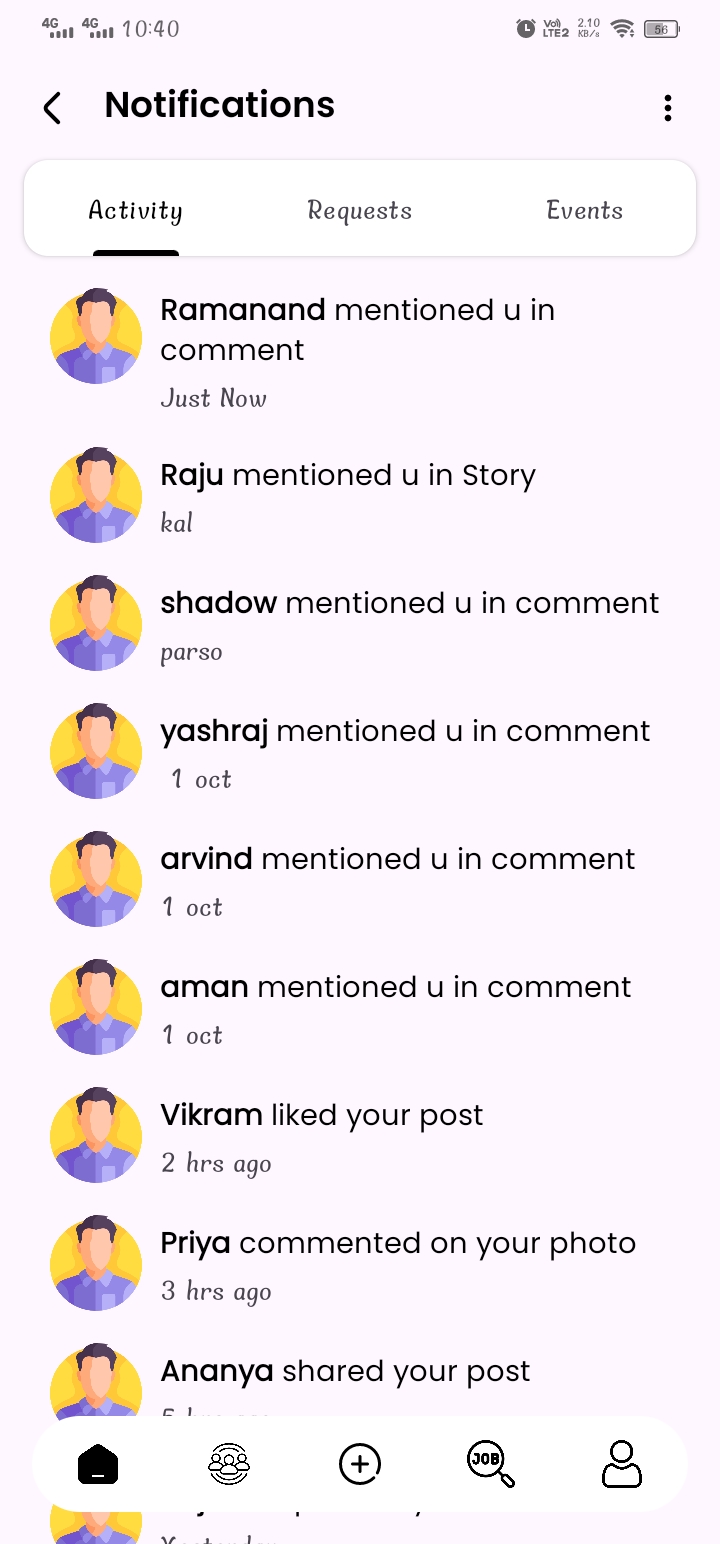 4G 4G 10:40 Vo) LTE2 2.10 KB/s 56
Notifications
Activity Requests Events
Ramanand mentioned u in
comment
Just Now
Raju mentioned u in Story
kal
shadow mentioned u in comment
parso
yashraj mentioned u in comment
1 oct
arvind mentioned u in comment
1 oct
aman mentioned u in comment
1 oct
Vikram liked your post
2 hrs ago
Priya commented on your photo
3 hrs ago
Ananya shared your post
JOB
Yesterday